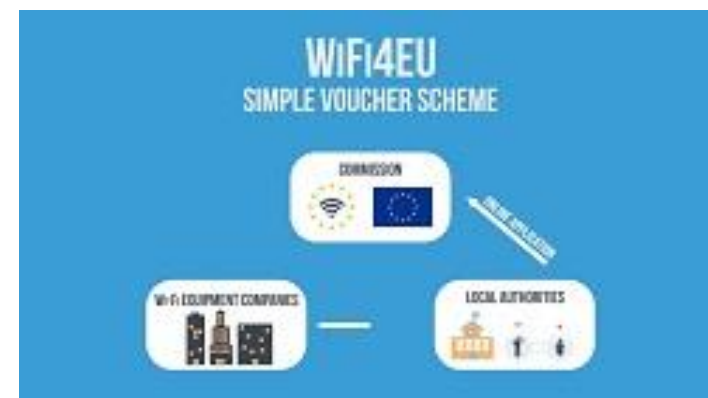 WiFi4EU
SIMPLE VOUCHER SCHEME
COMMISSION
ONLINE APPLICATION
Wi-Fi EQUIPMENT COMPANIES
LOCAL AUTHORITIES